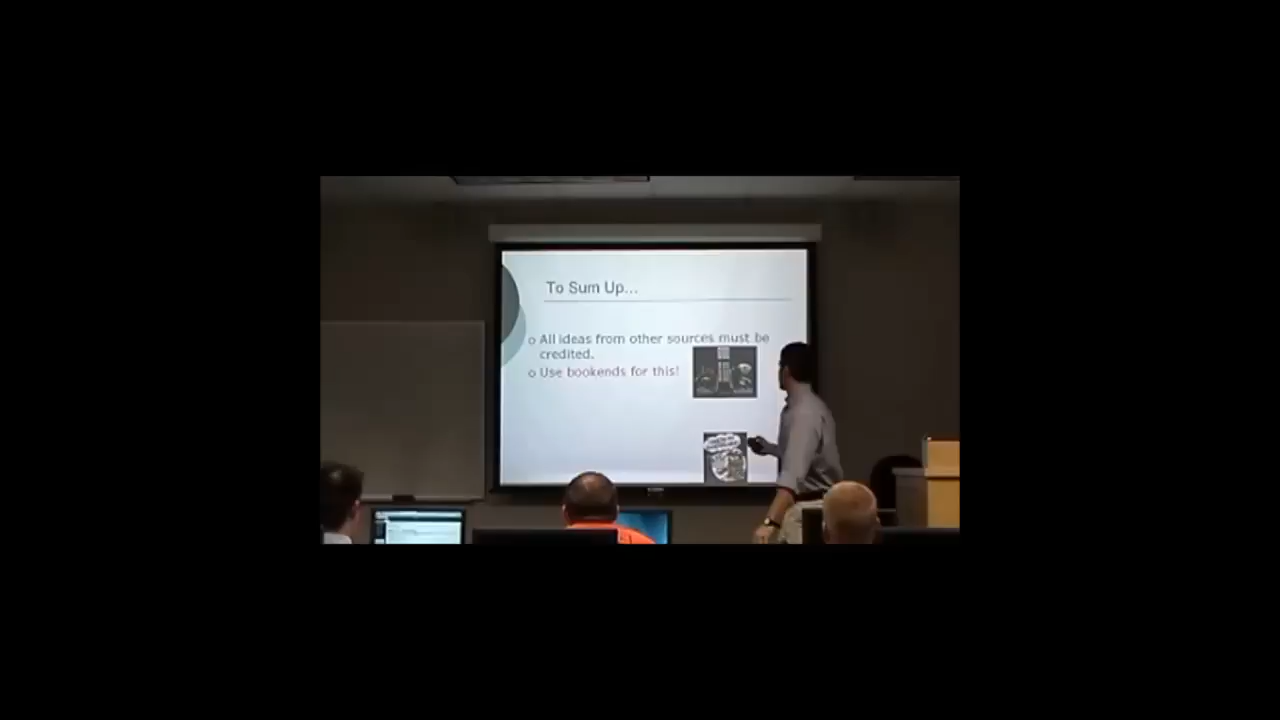 To Sum Up...
o All ideas from other sources must be
credited.
o Use bookends for this!